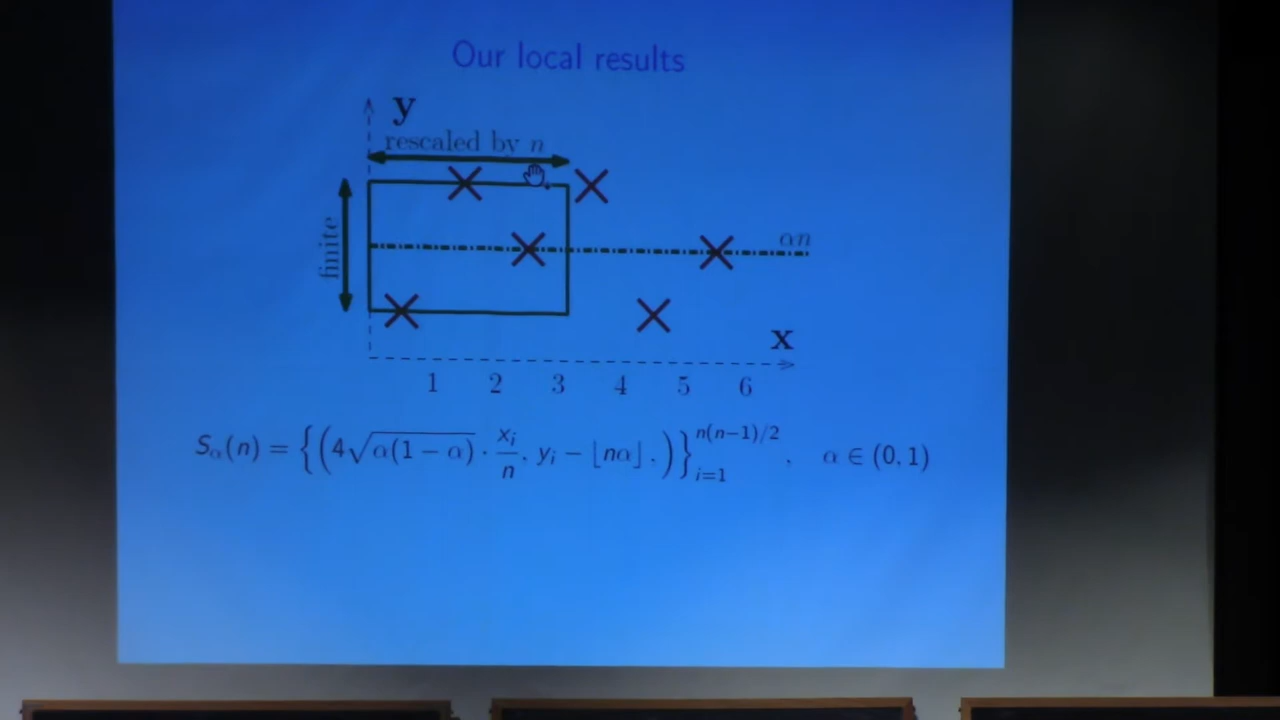 Our local results
y
rescaled by n
finite
αn
x
1 2 3 4 5 6
S_α(n) = {(4√α(1 − α) · x_i/n, y_i − ⌊nα⌋ .)}_{i=1}^{n(n−1)/2} , α ∈ (0, 1)